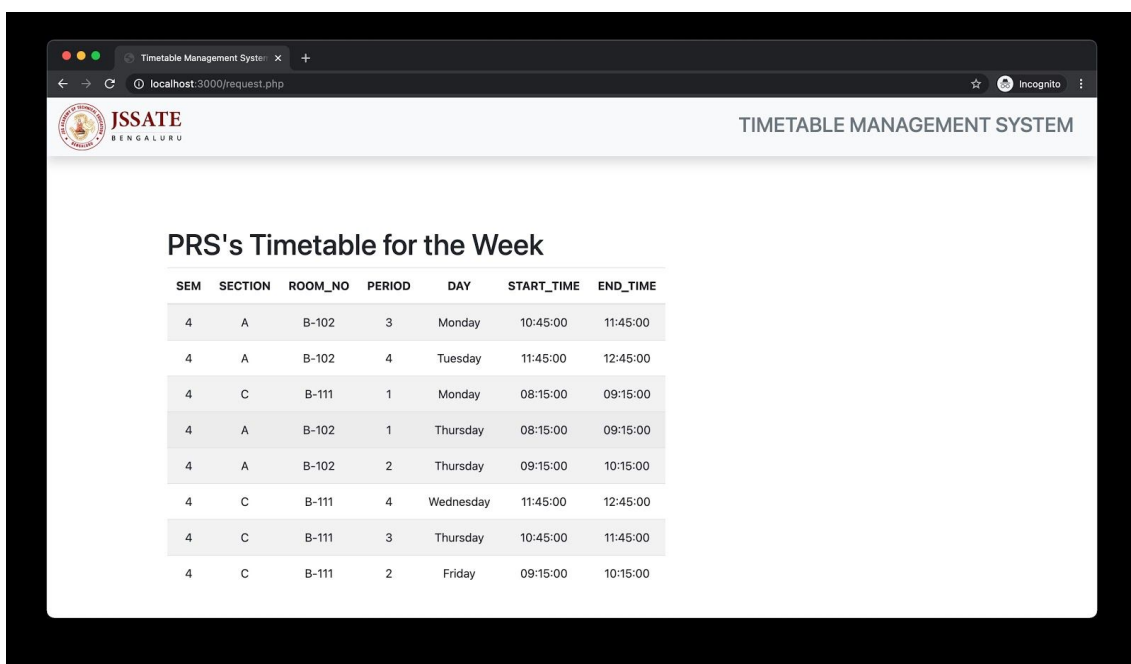 Timetable Management System
localhost:3000/request.php
Incognito
JSSATE
BENGALURU
TIMETABLE MANAGEMENT SYSTEM
PRS's Timetable for the Week
SEM SECTION ROOM_NO PERIOD DAY START_TIME END_TIME
4 A B-102 3 Monday 10:45:00 11:45:00
4 A B-102 4 Tuesday 11:45:00 12:45:00
4 C B-111 1 Monday 08:15:00 09:15:00
4 A B-102 1 Thursday 08:15:00 09:15:00
4 A B-102 2 Thursday 09:15:00 10:15:00
4 C B-111 4 Wednesday 11:45:00 12:45:00
4 C B-111 3 Thursday 10:45:00 11:45:00
4 C B-111 2 Friday 09:15:00 10:15:00